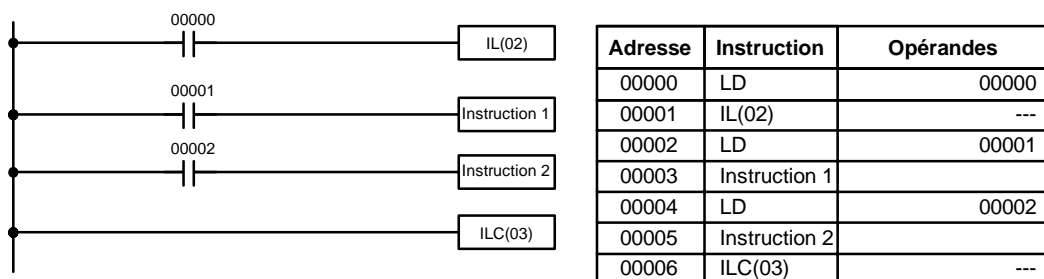 00000
IL(02)
00001
Instruction 1
00002
Instruction 2
ILC(03)
Adresse Instruction Opérandes
00000 LD 00000
00001 IL(02) ---
00002 LD 00001
00003 Instruction 1
00004 LD 00002
00005 Instruction 2
00006 ILC(03) ---